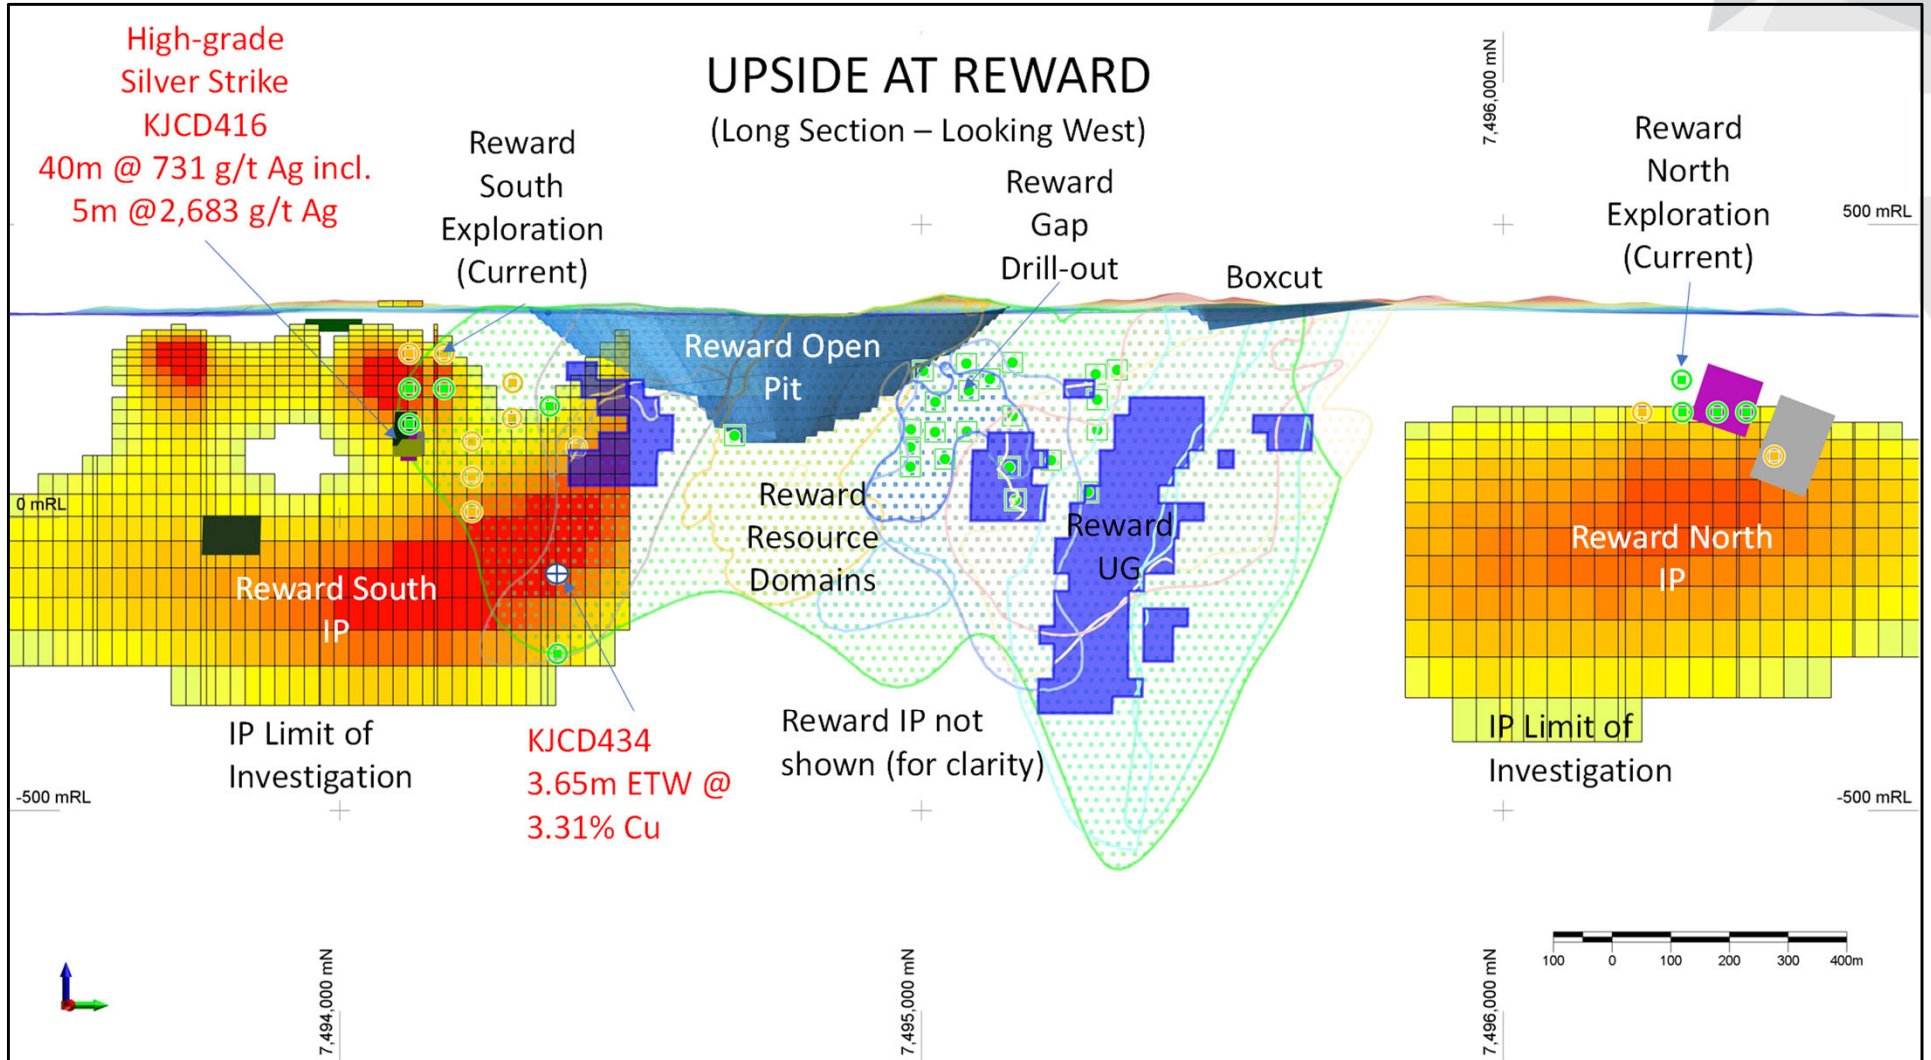 UPSIDE AT REWARD
(Long Section – Looking West)
High-grade
Silver Strike
KJCD416
40m @ 731 g/t Ag incl.
5m @2,683 g/t Ag
Reward
South
Exploration
(Current)
Reward
Gap
Drill-out
Boxcut
7,496,000 mN
Reward
North
Exploration
(Current)
500 mRL
Reward Open
Pit
0 mRL
Reward
Resource
Domains
Reward
UG
Reward South
IP
Reward North
IP
IP Limit of
Investigation
KJCD434
3.65m ETW @
3.31% Cu
Reward IP not
shown (for clarity)
IP Limit of
Investigation
-500 mRL
-500 mRL
7,494,000 mN
7,495,000 mN
7,496,000 mN
100 0 100 200 300 400m